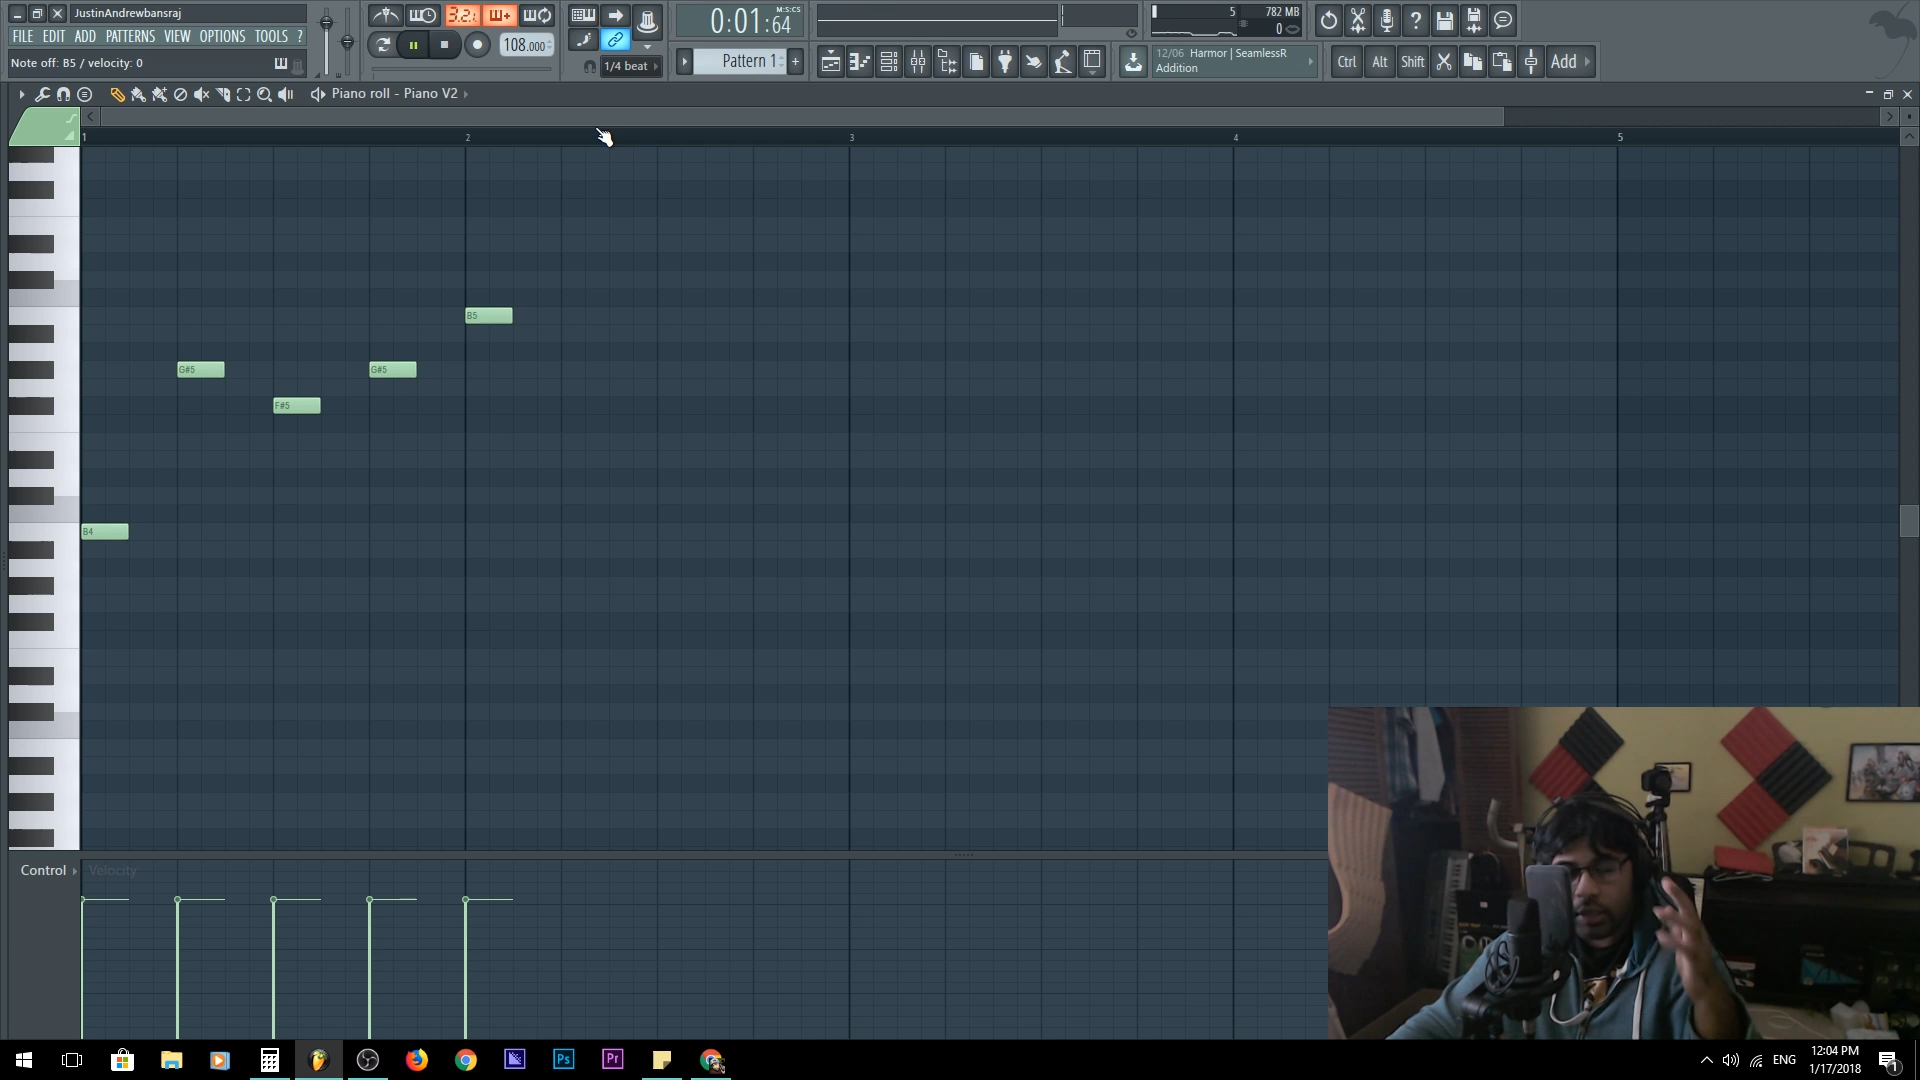 JustinAndrewbansraj
FILE EDIT ADD PATTERNS VIEW OPTIONS TOOLS ?
Note off: B5 / velocity: 0
3.2.
108.000
1/4 beat
M:S:CS
0:01:64
Pattern 1
+
5
782 MB
0
12/06 Harmor | SeamlessR
Addition
?
Ctrl
Alt
Shift
Add
Piano roll - Piano V2
1
2
3
4
5
B5
G#5
G#5
F#5
B4
Control
Velocity
Ps
Pr
ENG
12:04 PM
1/17/2018
1